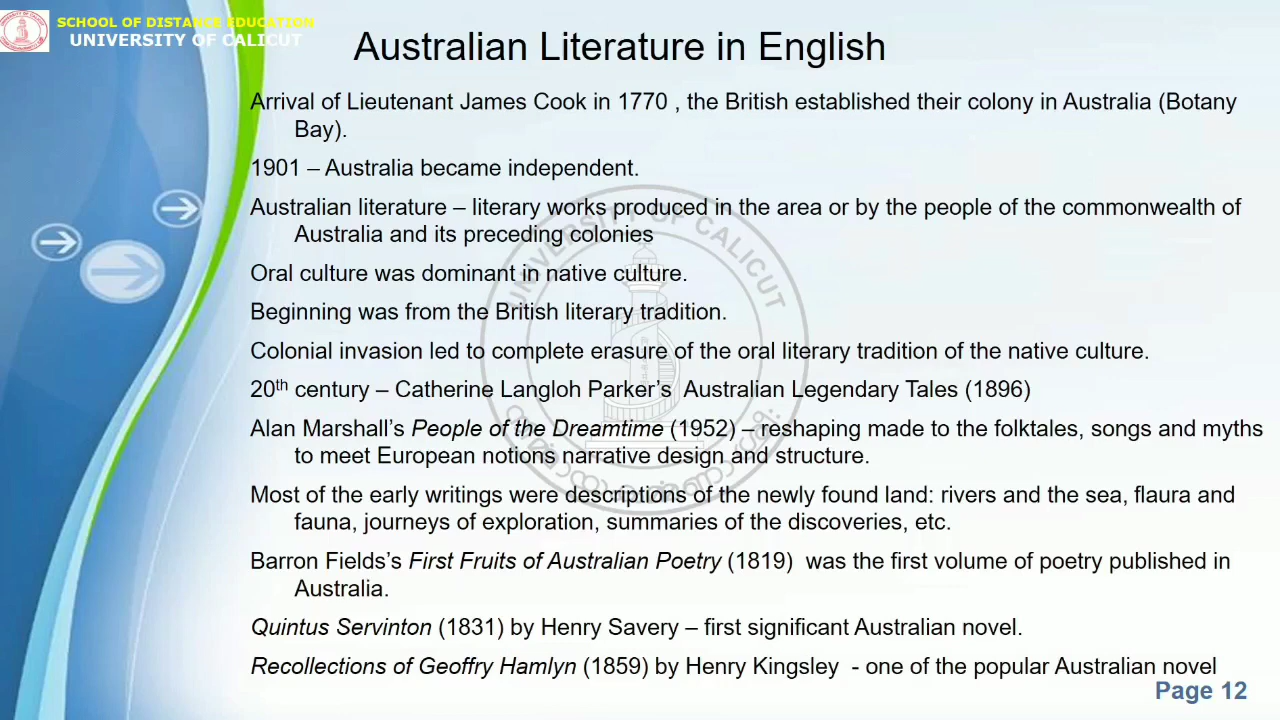 SCHOOL OF DISTANCE EDUCATION
UNIVERSITY OF CALICUT
Australian Literature in English
Arrival of Lieutenant James Cook in 1770 , the British established their colony in Australia (Botany
Bay).
1901 – Australia became independent.
Australian literature – literary works produced in the area or by the people of the commonwealth of
Australia and its preceding colonies
Oral culture was dominant in native culture.
Beginning was from the British literary tradition.
Colonial invasion led to complete erasure of the oral literary tradition of the native culture.
20th century – Catherine Langloh Parker’s Australian Legendary Tales (1896)
Alan Marshall’s People of the Dreamtime (1952) – reshaping made to the folktales, songs and myths
to meet European notions narrative design and structure.
Most of the early writings were descriptions of the newly found land: rivers and the sea, flaura and
fauna, journeys of exploration, summaries of the discoveries, etc.
Barron Fields’s First Fruits of Australian Poetry (1819) was the first volume of poetry published in
Australia.
Quintus Servinton (1831) by Henry Savery – first significant Australian novel.
Recollections of Geoffry Hamlyn (1859) by Henry Kingsley - one of the popular Australian novel
Page 12
UNIVERSITY OF CALICUT